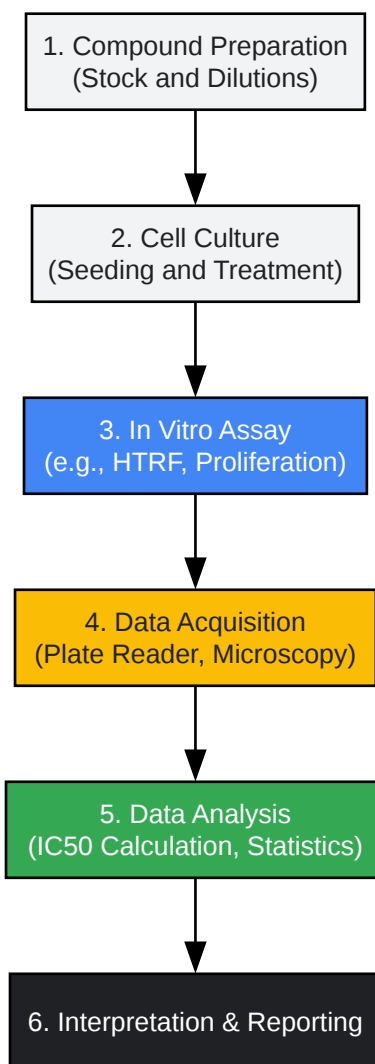 1. Compound Preparation
(Stock and Dilutions)
2. Cell Culture
(Seeding and Treatment)
3. In Vitro Assay
(e.g., HTRF, Proliferation)
4. Data Acquisition
(Plate Reader, Microscopy)
5. Data Analysis
(IC50 Calculation, Statistics)
6. Interpretation & Reporting